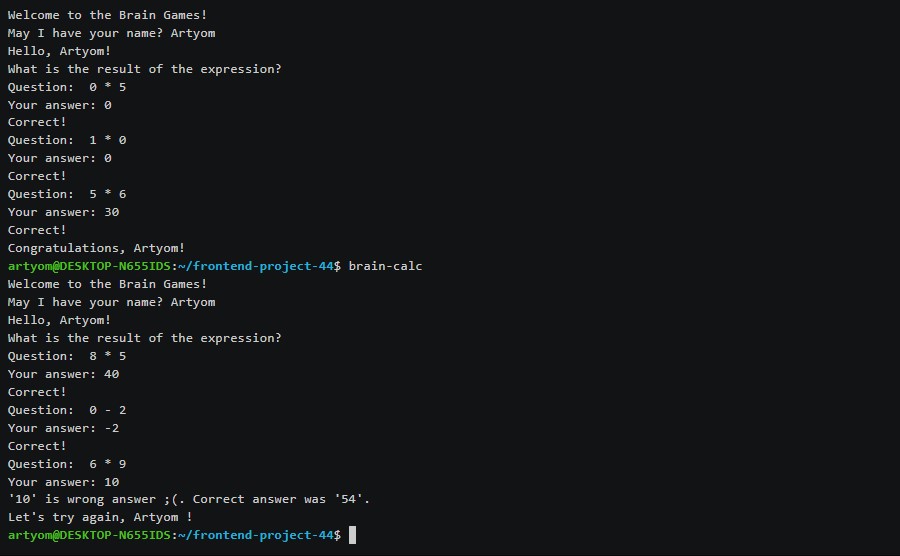 Welcome to the Brain Games!
May I have your name? Artyom
Hello, Artyom!
What is the result of the expression?
Question:  0 * 5
Your answer: 0
Correct!
Question:  1 * 0
Your answer: 0
Correct!
Question:  5 * 6
Your answer: 30
Correct!
Congratulations, Artyom!
artyom@DESKTOP-N655IDS:~/frontend-project-44$ brain-calc
Welcome to the Brain Games!
May I have your name? Artyom
Hello, Artyom!
What is the result of the expression?
Question:  8 * 5
Your answer: 40
Correct!
Question:  0 - 2
Your answer: -2
Correct!
Question:  6 * 9
Your answer: 10
'10' is wrong answer ;(. Correct answer was '54'.
Let's try again, Artyom !
artyom@DESKTOP-N655IDS:~/frontend-project-44$